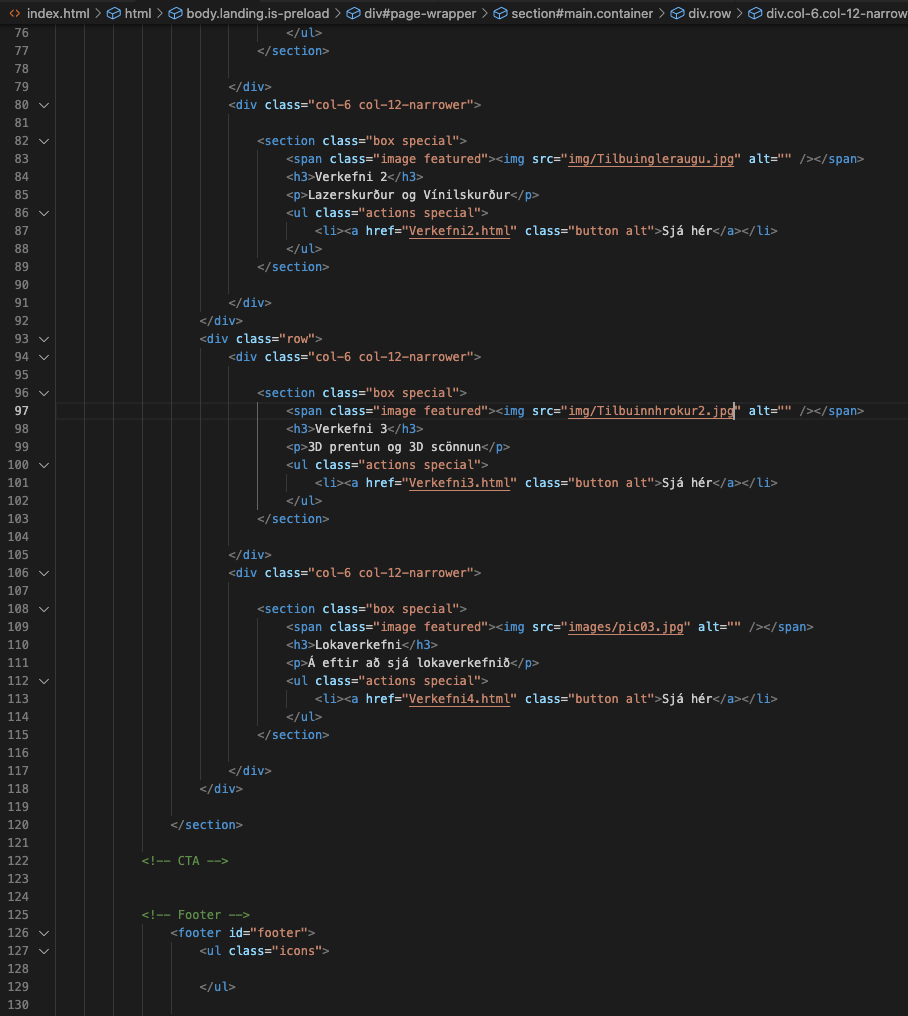 index.html > html > body.landing.is-preload > div#page-wrapper > section#main.container > div.row > div.col-6.col-12-narrow
76 </ul>
77 </section>
78
79 </div>
80 <div class="col-6 col-12-narrower">
81
82 <section class="box special">
83 <span class="image featured"><img src="img/Tilbuingleraugu.jpg" alt="" /></span>
84 <h3>Verkefni 2</h3>
85 <p>Lazerskurður og Vínilskurður</p>
86 <ul class="actions special">
87 <li><a href="Verkefni2.html" class="button alt">Sjá hér</a></li>
88 </ul>
89 </section>
90
91 </div>
92 </div>
93 <div class="row">
94 <div class="col-6 col-12-narrower">
95
96 <section class="box special">
97 <span class="image featured"><img src="img/Tilbuinnhrokur2.jpg" alt="" /></span>
98 <h3>Verkefni 3</h3>
99 <p>3D prentun og 3D scönnun</p>
100 <ul class="actions special">
101 <li><a href="Verkefni3.html" class="button alt">Sjá hér</a></li>
102 </ul>
103 </section>
104
105 </div>
106 <div class="col-6 col-12-narrower">
107
108 <section class="box special">
109 <span class="image featured"><img src="images/pic03.jpg" alt="" /></span>
110 <h3>Lokaverkefni</h3>
111 <p>Á eftir að sjá lokaverkefnið</p>
112 <ul class="actions special">
113 <li><a href="Verkefni4.html" class="button alt">Sjá hér</a></li>
114 </ul>
115 </section>
116
117 </div>
118 </div>
119
120 </section>
121
122 <!-- CTA -->
123
124
125 <!-- Footer -->
126 <footer id="footer">
127 <ul class="icons">
128
129 </ul>
130